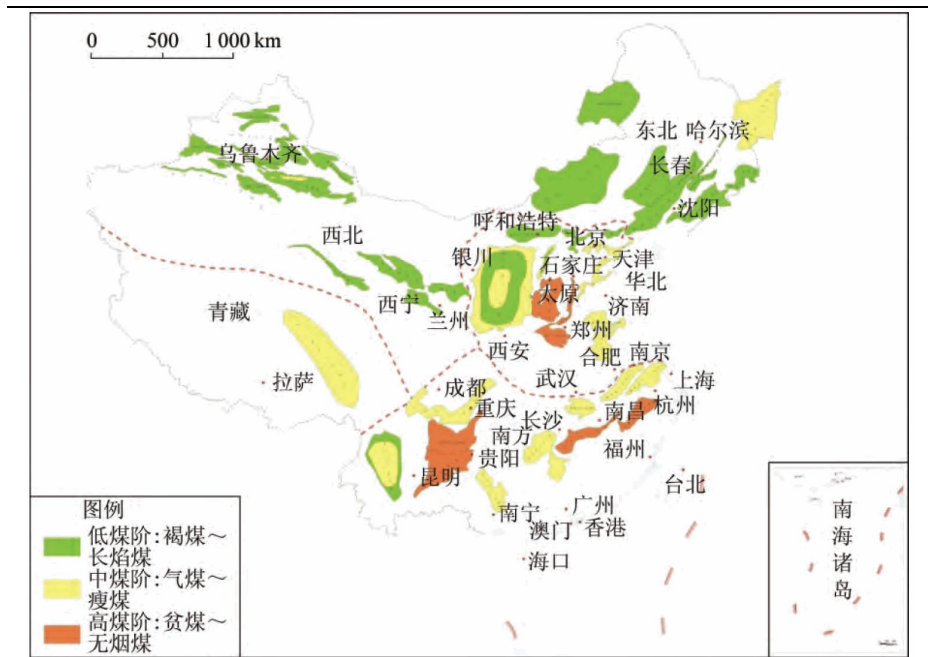 0 500 1 000 km
东北 哈尔滨
乌鲁木齐
长春
沈阳
呼和浩特
北京
西北
银川
石家庄
天津
华北
太原
西宁
济南
青藏
兰州
郑州
西安
合肥
南京
武汉
上海
拉萨
成都
杭州
重庆
长沙
南昌
南方
贵阳
福州
昆明
台北
南宁
广州
澳门
香港
海口
图例
低煤阶:褐煤~
长焰煤
中煤阶:气煤~
瘦煤
高煤阶:贫煤~
无烟煤
南海诸岛